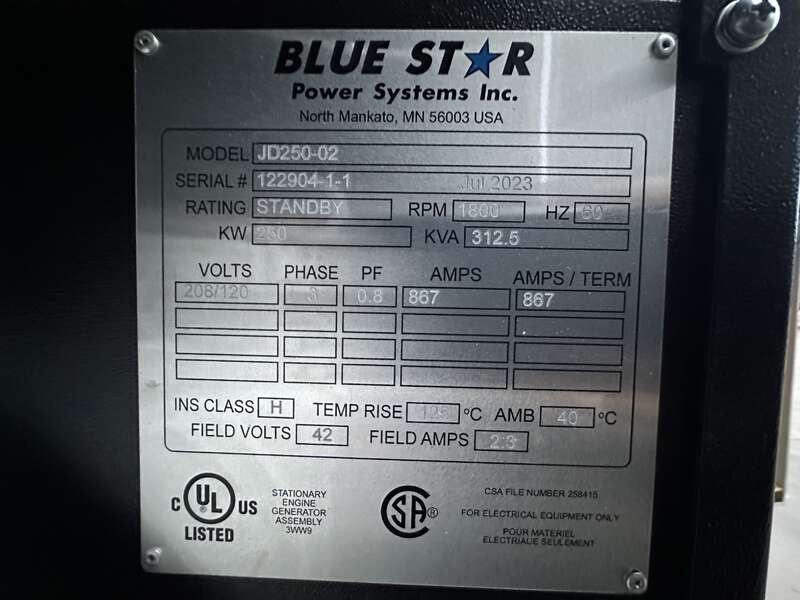 BLUE STAR
Power Systems Inc.
North Mankato, MN 56003 USA
MODEL JD250-02
SERIAL # 122904-1-1 Jul 2023
RATING STANDBY RPM 1800 HZ 60
KW 250 KVA 312.5
VOLTS PHASE PF AMPS AMPS / TERM
208/120 3 0.8 867 867
INS CLASS H TEMP RISE 125 ºC AMB 40 ºC
FIELD VOLTS 42 FIELD AMPS 2.3
C UL US
LISTED
STATIONARY
ENGINE
GENERATOR
ASSEMBLY
3WW9
CSA ®
CSA FILE NUMBER 258415
FOR ELECTRICAL EQUIPMENT ONLY
POUR MATERIEL
ELECTRIAUE SEULEMENT